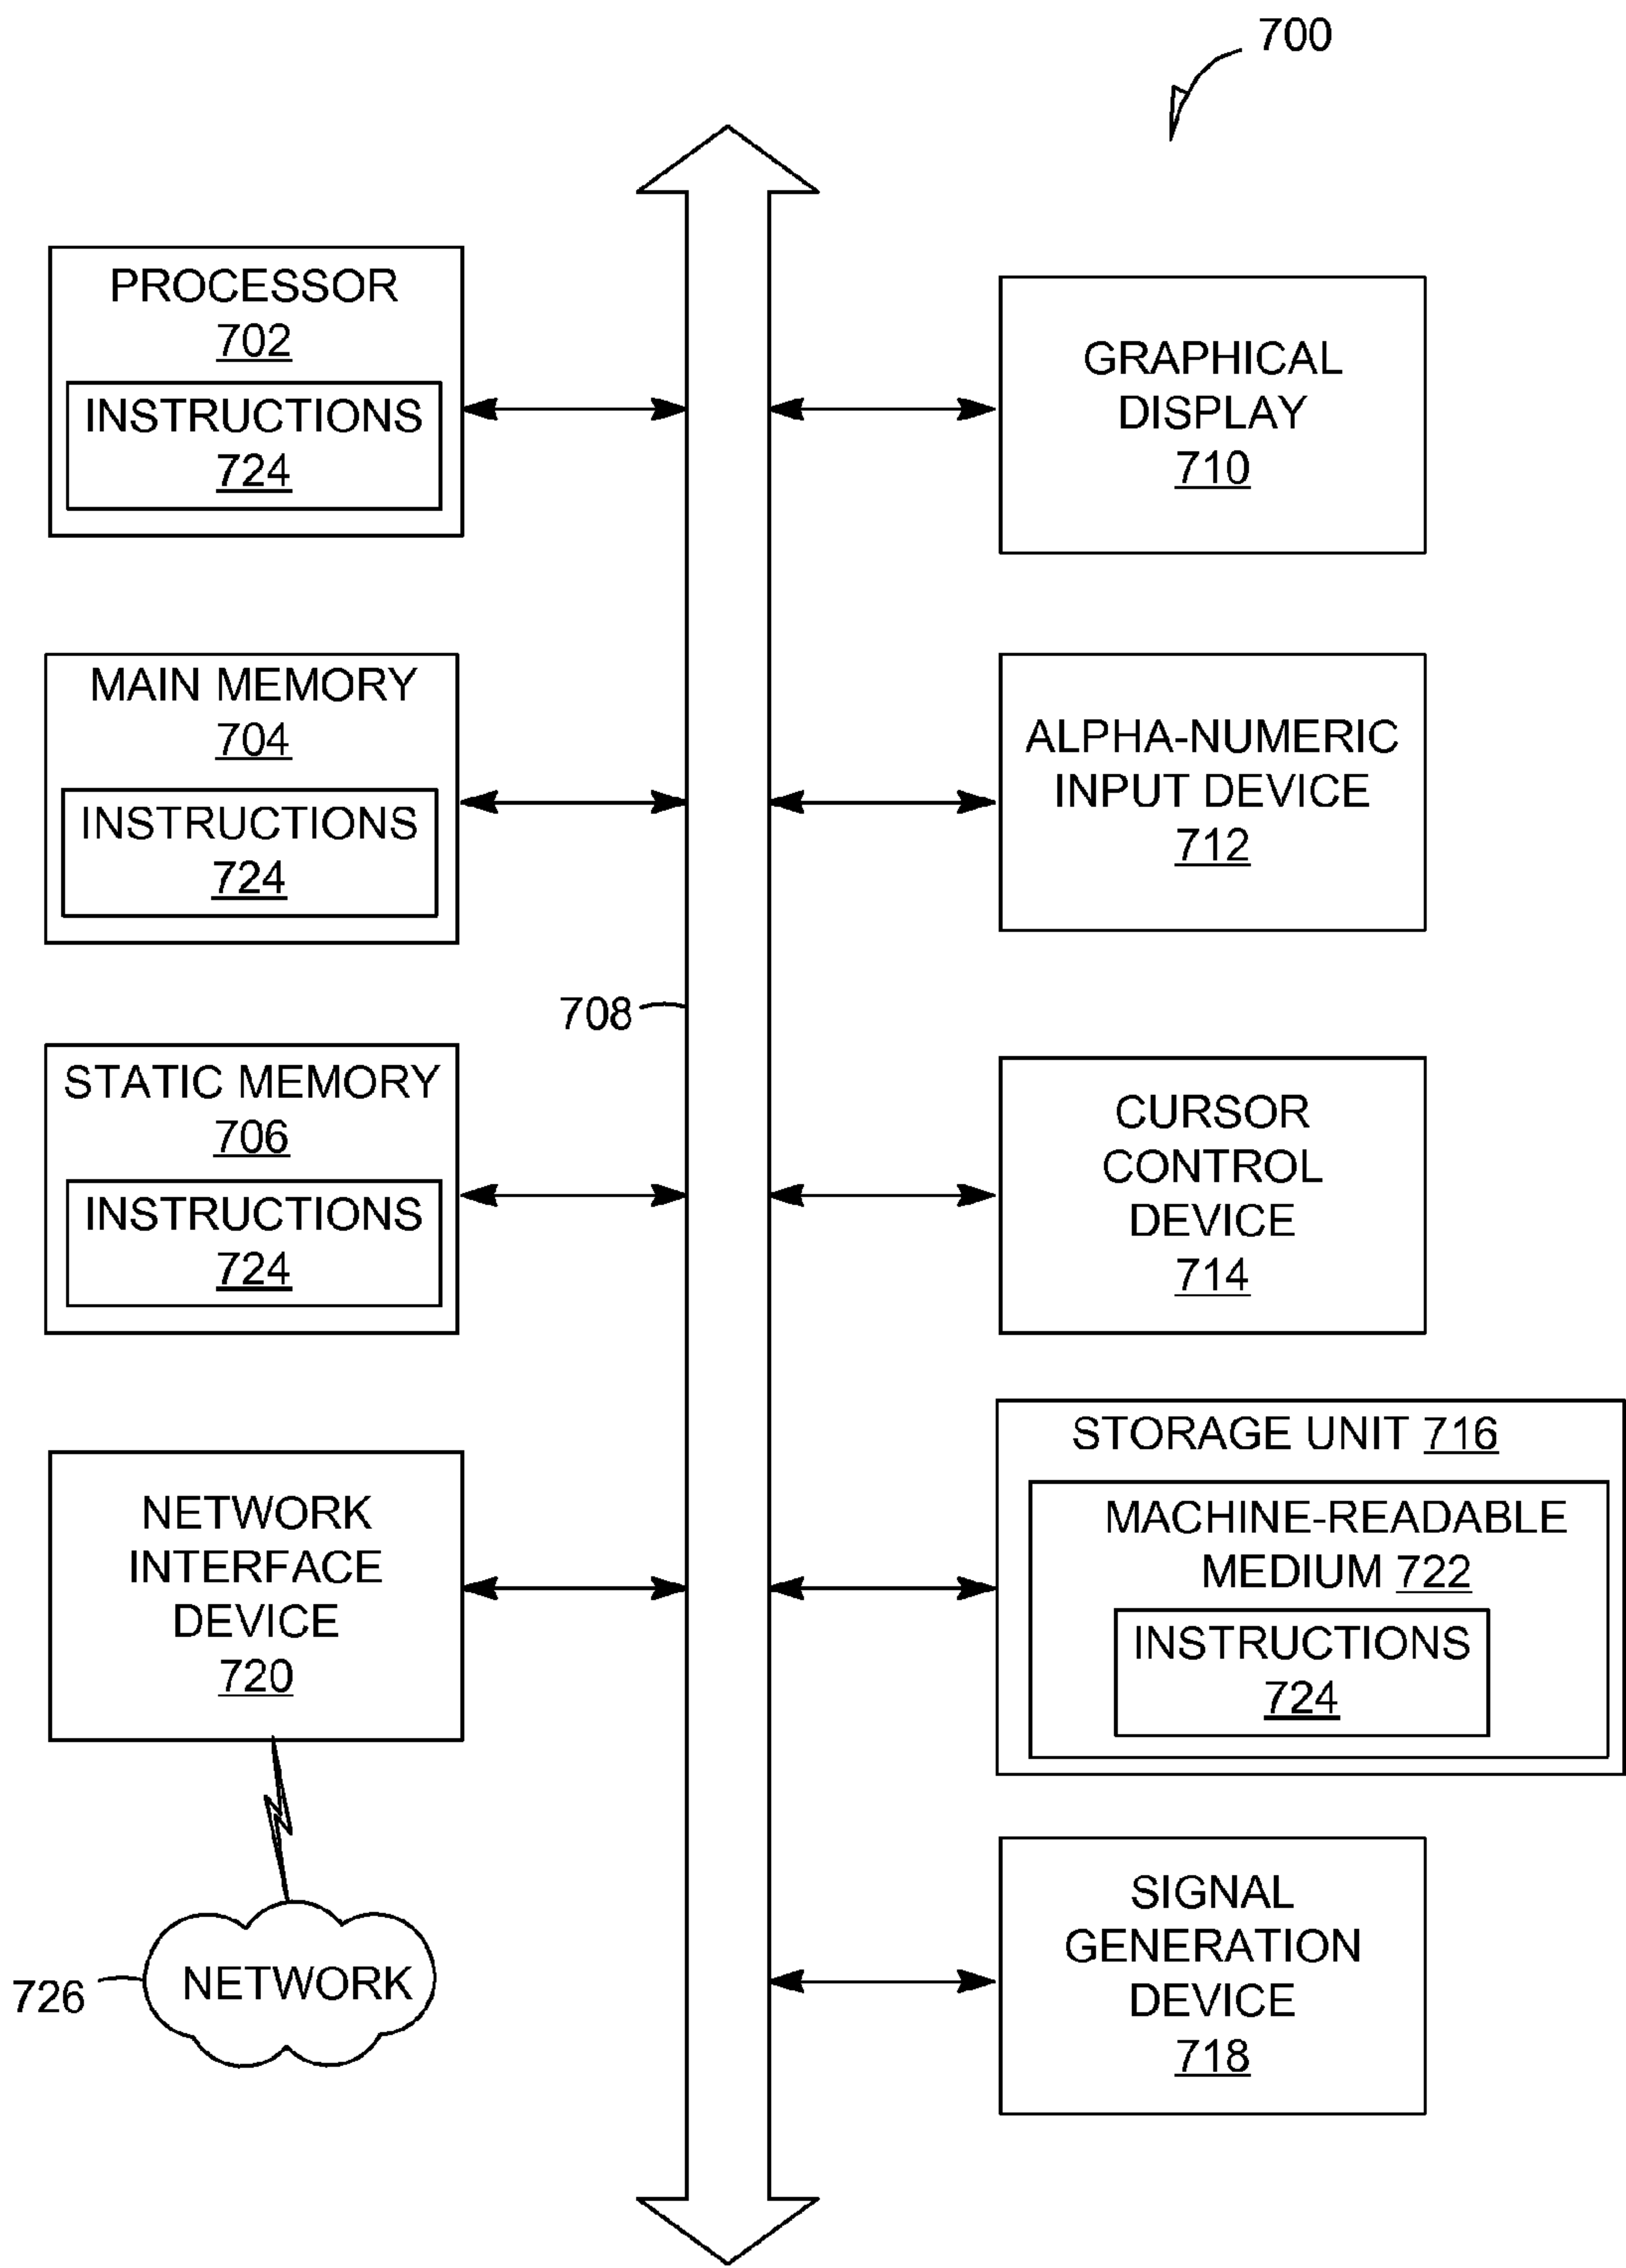 700
PROCESSOR
702
INSTRUCTIONS
724
GRAPHICAL
DISPLAY
710
MAIN MEMORY
704
INSTRUCTIONS
724
ALPHA-NUMERIC
INPUT DEVICE
712
708
STATIC MEMORY
706
INSTRUCTIONS
724
CURSOR
CONTROL
DEVICE
714
NETWORK
INTERFACE
DEVICE
720
STORAGE UNIT 716
MACHINE-READABLE
MEDIUM 722
INSTRUCTIONS
724
726
NETWORK
SIGNAL
GENERATION
DEVICE
718